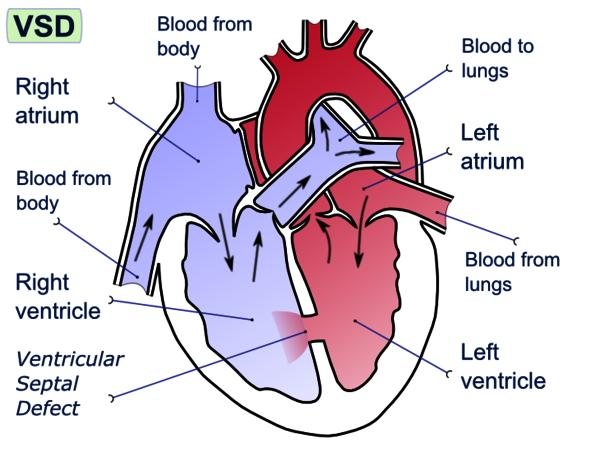 VSD
Blood from
body
Blood to
lungs
Right
atrium
Left
atrium
Blood from
body
Blood from
lungs
Right
ventricle
Ventricular
Septal
Defect
Left
ventricle